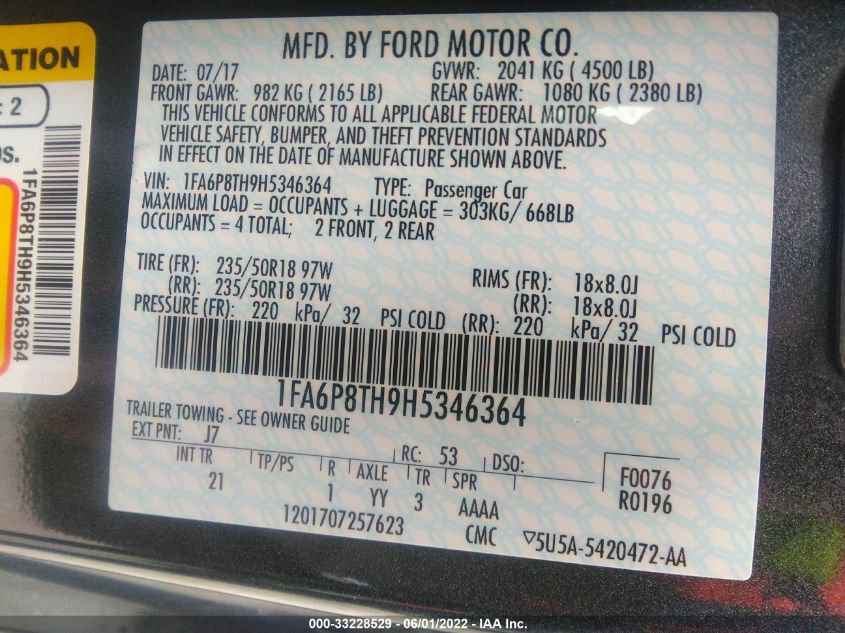 ATION
: 2
OS.
1FA6P8TH9H5346364
MFD. BY FORD MOTOR CO.
DATE: 07/17 GVWR: 2041 KG ( 4500 LB)
FRONT GAWR: 982 KG ( 2165 LB) REAR GAWR: 1080 KG ( 2380 LB)
THIS VEHICLE CONFORMS TO ALL APPLICABLE FEDERAL MOTOR
VEHICLE SAFETY, BUMPER, AND THEFT PREVENTION STANDARDS
IN EFFECT ON THE DATE OF MANUFACTURE SHOWN ABOVE.
VIN: 1FA6P8TH9H5346364 TYPE: Passenger Car
MAXIMUM LOAD = OCCUPANTS + LUGGAGE = 303KG/ 668LB
OCCUPANTS = 4 TOTAL; 2 FRONT, 2 REAR
TIRE (FR): 235/50R18 97W RIMS (FR): 18x8.0J
(RR): 235/50R18 97W (RR): 18x8.0J
PRESSURE (FR): 220 kPa/ 32 PSI COLD (RR): 220 kPa/ 32 PSI COLD
1FA6P8TH9H5346364
TRAILER TOWING - SEE OWNER GUIDE
EXT PNT: J7 RC: 53 DSO:
INT TR TP/PS R AXLE TR SPR F0076
21 1 YY 3 AAAA R0196
1201707257623 CMC ▽5U5A-5420472-AA
000-33228529 - 06/01/2022 - IAA Inc.